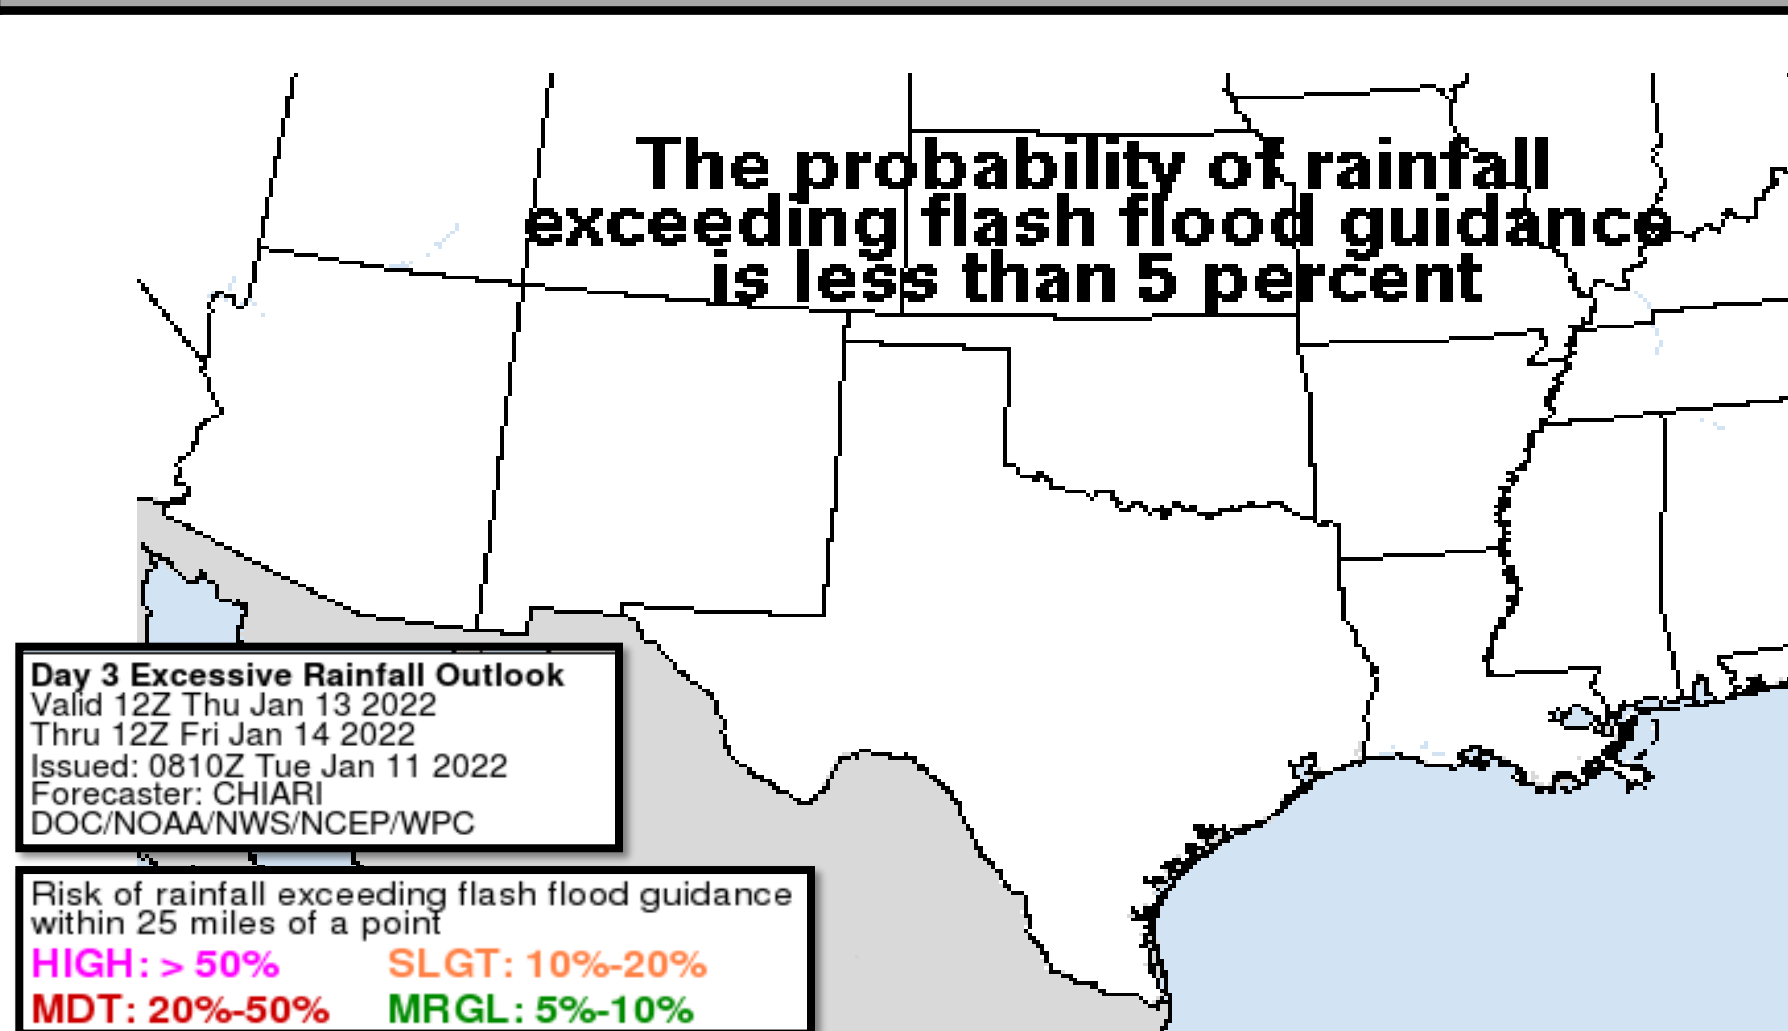 The probability of rainfall
exceeding flash flood guidance
is less than 5 percent
Day 3 Excessive Rainfall Outlook
Valid 12Z Thu Jan 13 2022
Thru 12Z Fri Jan 14 2022
Issued: 0810Z Tue Jan 11 2022
Forecaster: CHIARI
DOC/NOAA/NWS/NCEP/WPC
Risk of rainfall exceeding flash flood guidance
within 25 miles of a point
HIGH: > 50% SLGT: 10%-20%
MDT: 20%-50% MRGL: 5%-10%